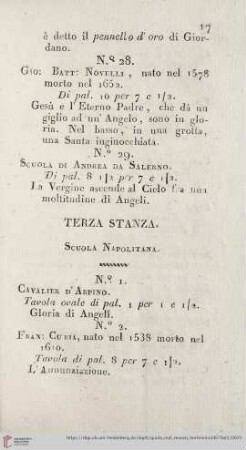 17
è detto il pennello d'oro di Gior-
dano.
N.º 28.
Gio: Batt: Novelli, nato nel 1578
morto nel 1652.
Di pal. 10 per 7 e 1/2.
Gesù e l'Eterno Padre, che dà un
giglio ad un'Angelo, sono in glo-
ria. Nel basso, in una grotta,
una Santa inginocchiata.
N.º 29.
Scuola di Andrea da Salerno.
Di pal. 8 1/2 per 7 e 1/2.
La Vergine ascende al Cielo fra una
moltitudine di Angeli.
TERZA STANZA.
Scuola Napolitana.
N.º 1.
Cavalier d'Arpino.
Tavola ovale di pal. 1 per 1 e 1/2.
Gloria di Angeli.
N.º 2.
Fran: Curia, nato nel 1538 morto nel
1610.
Tavola di pal. 8 per 7 e 1/2.
L'Annunziazione.